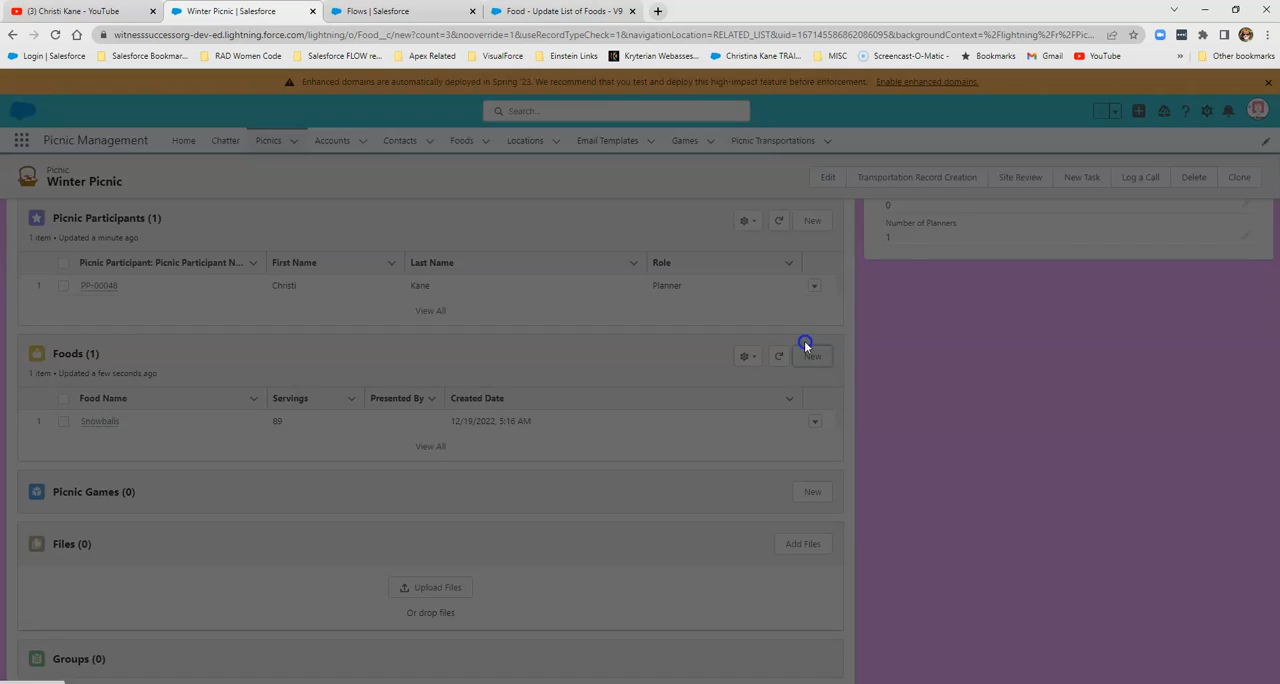 (3) Christi Kane - YouTube
Winter Picnic | Salesforce
Flows | Salesforce
Food - Update List of Foods - V9
witnesssuccessorg-dev-ed.lightning.force.com/lightning/o/Food__c/new?count=3&nooverride=1&useRecordTypeCheck=1&navigationLocation=RELATED_LIST&uid=167145586862086095&backgroundContext=%2Flightning%2Fr%2FPic...
Login | Salesforce
Salesforce Bookmar...
RAD Women Code
Salesforce FLOW re...
Apex Related
VisualForce
Einstein Links
Kryterian Webasses...
Christina Kane TRAI...
MISC
Screencast-O-Matic -
Bookmarks
Gmail
YouTube
»
Other bookmarks
Enhanced domains are automatically deployed in Spring '23. We recommend that you test and deploy this high-impact feature before enforcement. Enable enhanced domains.
Search...
Picnic Management
Home
Chatter
Picnics
Accounts
Contacts
Foods
Locations
Email Templates
Games
Picnic Transportations
Picnic
Winter Picnic
Edit
Transportation Record Creation
Site Review
New Task
Log a Call
Delete
Clone
Picnic Participants (1)
New
1 item • Updated a minute ago
Picnic Participant: Picnic Participant N...
First Name
Last Name
Role
1
PP-00048
Christi
Kane
Planner
View All
Foods (1)
New
1 item • Updated a few seconds ago
Food Name
Servings
Presented By
Created Date
1
Snowballs
89
12/19/2022, 5:16 AM
View All
Picnic Games (0)
New
Files (0)
Add Files
Upload Files
Or drop files
Groups (0)
0
Number of Planners
1